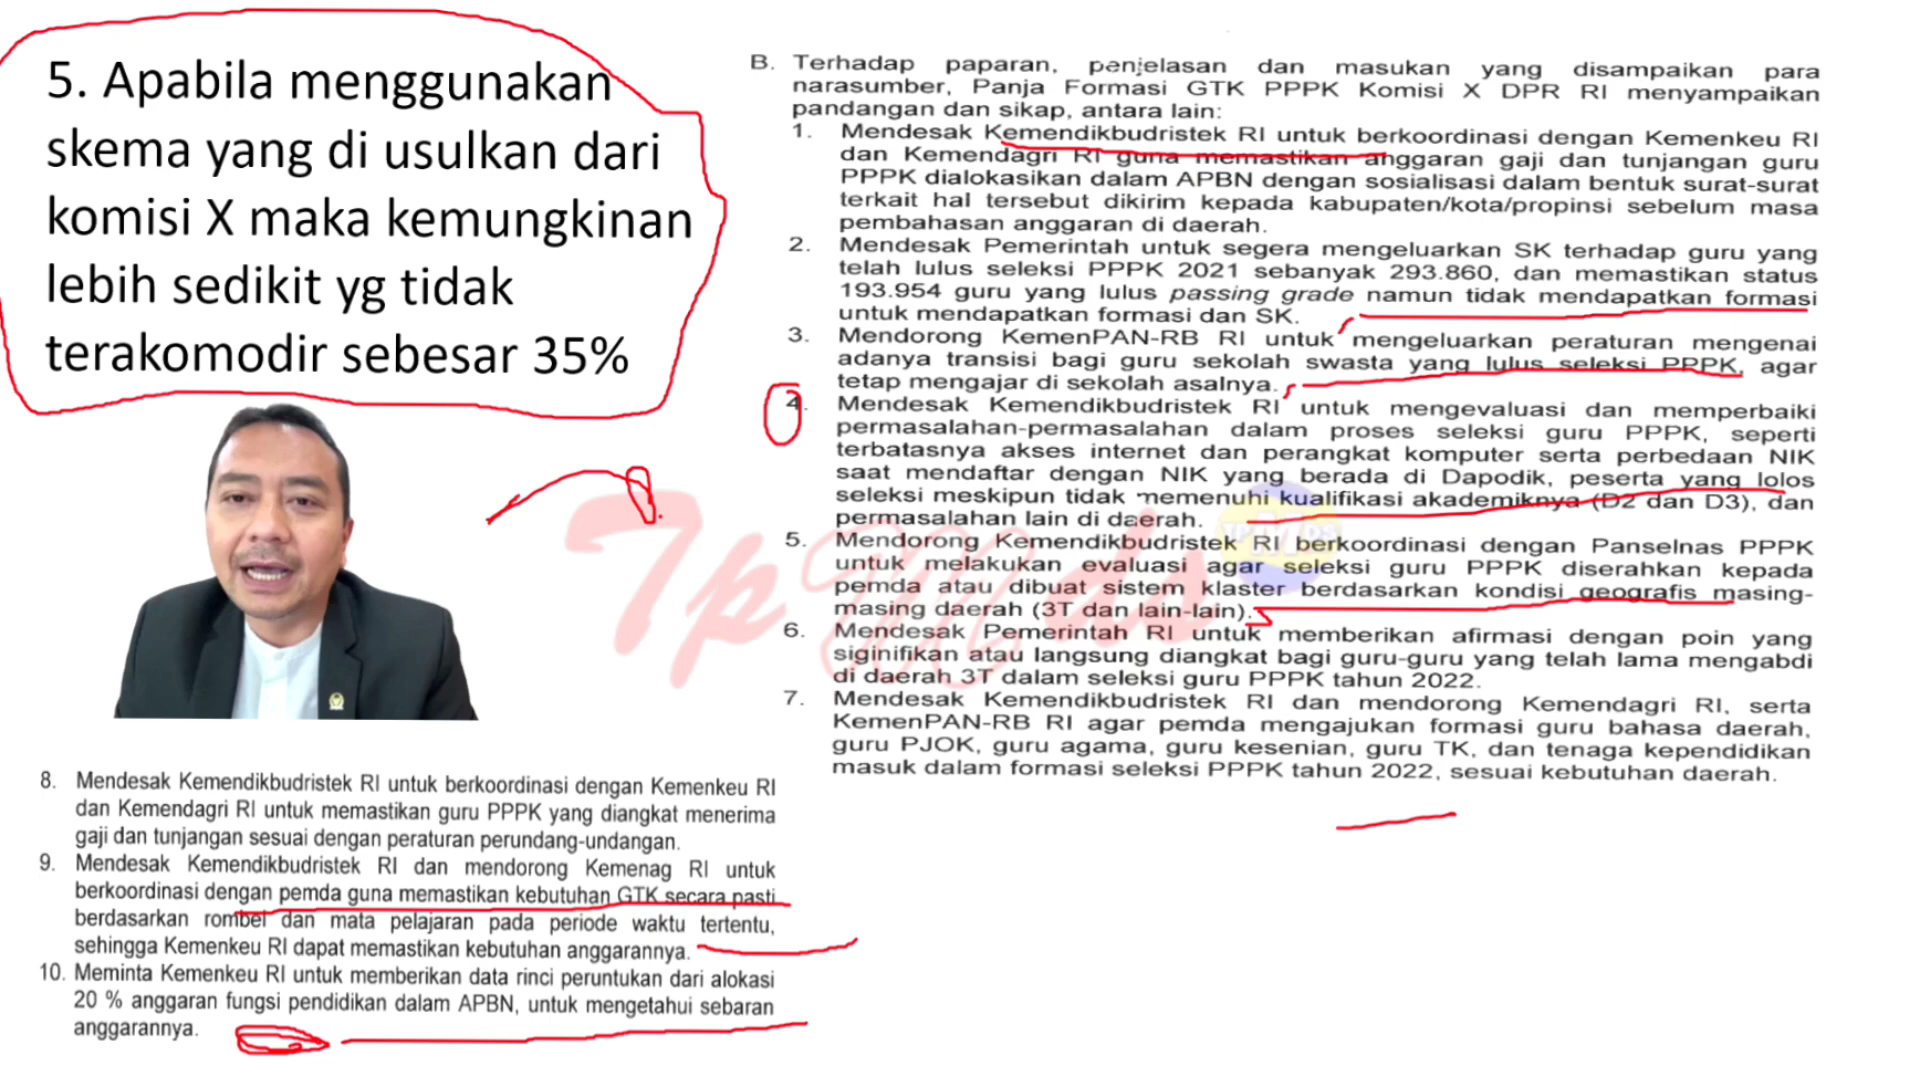 5. Apabila menggunakan
skema yang di usulkan dari
komisi X maka kemungkinan
lebih sedikit yg tidak
terakomodir sebesar 35%
B. Terhadap paparan, penjelasan dan masukan yang disampaikan para
narasumber, Panja Formasi GTK PPPK Komisi X DPR RI menyampaikan
pandangan dan sikap, antara lain:
1. Mendesak Kemendikbudristek RI untuk berkoordinasi dengan Kemenkeu RI
dan Kemendagri RI guna memastikan anggaran gaji dan tunjangan guru
PPPK dialokasikan dalam APBN dengan sosialisasi dalam bentuk surat-surat
terkait hal tersebut dikirim kepada kabupaten/kota/propinsi sebelum masa
pembahasan anggaran di daerah.
2. Mendesak Pemerintah untuk segera mengeluarkan SK terhadap guru yang
telah lulus seleksi PPPK 2021 sebanyak 293.860, dan memastikan status
193.954 guru yang lulus passing grade namun tidak mendapatkan formasi
untuk mendapatkan formasi dan SK.
3. Mendorong KemenPAN-RB RI untuk mengeluarkan peraturan mengenai
adanya transisi bagi guru sekolah swasta yang lulus seleksi PPPK, agar
tetap mengajar di sekolah asalnya.
4. Mendesak Kemendikbudristek RI untuk mengevaluasi dan memperbaiki
permasalahan-permasalahan dalam proses seleksi guru PPPK, seperti
terbatasnya akses internet dan perangkat komputer serta perbedaan NIK
saat mendaftar dengan NIK yang berada di Dapodik, peserta yang lolos
seleksi meskipun tidak memenuhi kualifikasi akademiknya (D2 dan D3), dan
permasalahan lain di daerah.
5. Mendorong Kemendikbudristek RI berkoordinasi dengan Panselnas PPPK
untuk melakukan evaluasi agar seleksi guru PPPK diserahkan kepada
pemda atau dibuat sistem klaster berdasarkan kondisi geografis masing-
masing daerah (3T dan lain-lain).
6. Mendesak Pemerintah RI untuk memberikan afirmasi dengan poin yang
siginifikan atau langsung diangkat bagi guru-guru yang telah lama mengabdi
di daerah 3T dalam seleksi guru PPPK tahun 2022.
7. Mendesak Kemendikbudristek RI dan mendorong Kemendagri RI, serta
KemenPAN-RB RI agar pemda mengajukan formasi guru bahasa daerah,
guru PJOK, guru agama, guru kesenian, guru TK, dan tenaga kependidikan
masuk dalam formasi seleksi PPPK tahun 2022, sesuai kebutuhan daerah.
8. Mendesak Kemendikbudristek RI untuk berkoordinasi dengan Kemenkeu RI
dan Kemendagri RI untuk memastikan guru PPPK yang diangkat menerima
gaji dan tunjangan sesuai dengan peraturan perundang-undangan.
9. Mendesak Kemendikbudristek RI dan mendorong Kemenag RI untuk
berkoordinasi dengan pemda guna memastikan kebutuhan GTK secara pasti
berdasarkan rombel dan mata pelajaran pada periode waktu tertentu,
sehingga Kemenkeu RI dapat memastikan kebutuhan anggarannya.
10. Meminta Kemenkeu RI untuk memberikan data rinci peruntukan dari alokasi
20 % anggaran fungsi pendidikan dalam APBN, untuk mengetahui sebaran
anggarannya.
TpMds